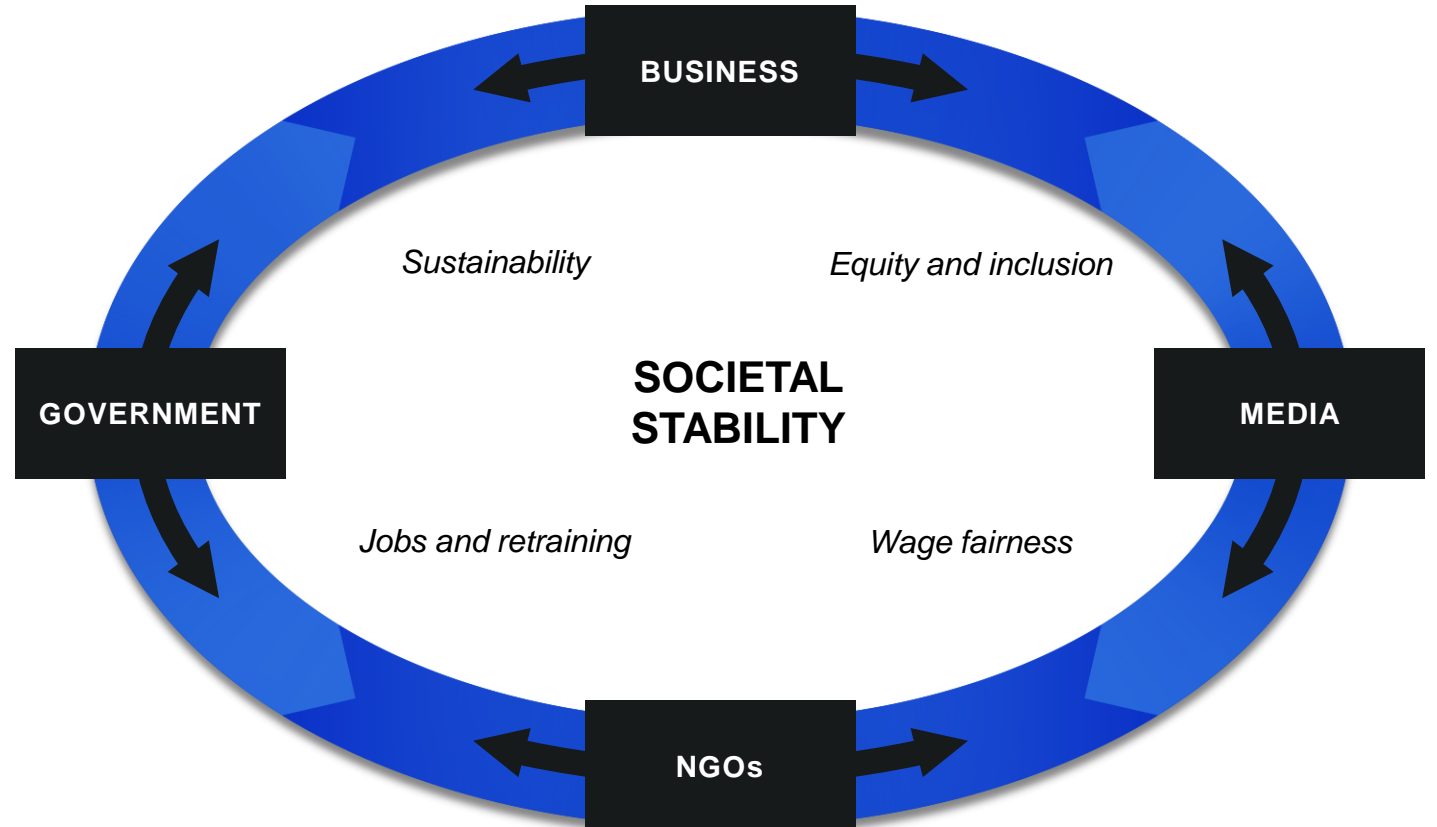 BUSINESS
Sustainability
Equity and inclusion
SOCIETAL
STABILITY
GOVERNMENT
MEDIA
Jobs and retraining
Wage fairness
NGOs